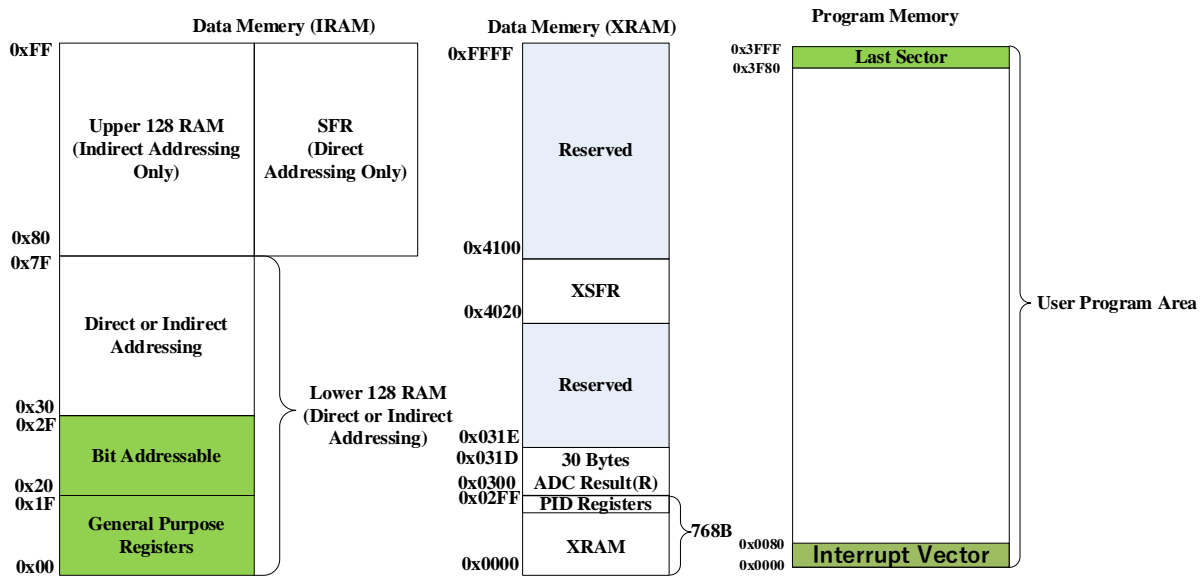 Data Memory (IRAM)
0xFF
Upper 128 RAM
(Indirect Addressing
Only)
SFR
(Direct
Addressing Only)
0x80
0x7F
Direct or Indirect
Addressing
0x30
0x2F
Bit Addressable
0x20
0x1F
General Purpose
Registers
0x00
Lower 128 RAM
(Direct or Indirect
Addressing)
Data Memory (XRAM)
0xFFFF
Reserved
0x4100
XSFR
0x4020
Reserved
0x031E
0x031D
30 Bytes
ADC Result(R)
0x0300
0x02FF
PID Registers
XRAM
0x0000
768B
Program Memory
0x3FFF
Last Sector
0x3F80
User Program Area
0x0080
Interrupt Vector
0x0000